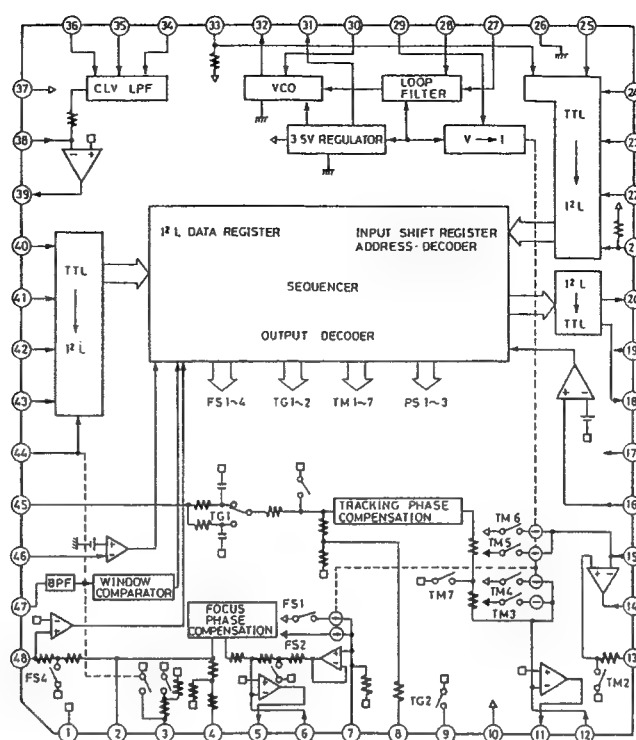 36 35 34 33 32 31 30 29 28 27 26 25
37
CLV LPF
VCO
LOOP FILTER
24
TTL
I²L
23
38
3.5V REGULATOR
V I
39
22
40
I²L DATA REGISTER
INPUT SHIFT REGISTER
ADDRESS-DECODER
2
TTL
I²L
SEQUENCER
I²L
TTL
20
41
19
42
OUTPUT DECODER
43
18
FS1~4
TG1~2
TM1~7
PS1~3
44
17
45
16
TG1
TRACKING PHASE
COMPENSATION
TM6
TM5
15
46
47
BPF
WINDOW
COMPARATOR
TM7
TM4
TM3
14
FOCUS
PHASE
COMPENSATION
FS1
FS2
48
13
FS4
TG2
TM2
1 2 3 4 5 6 7 8 9 10 11 12